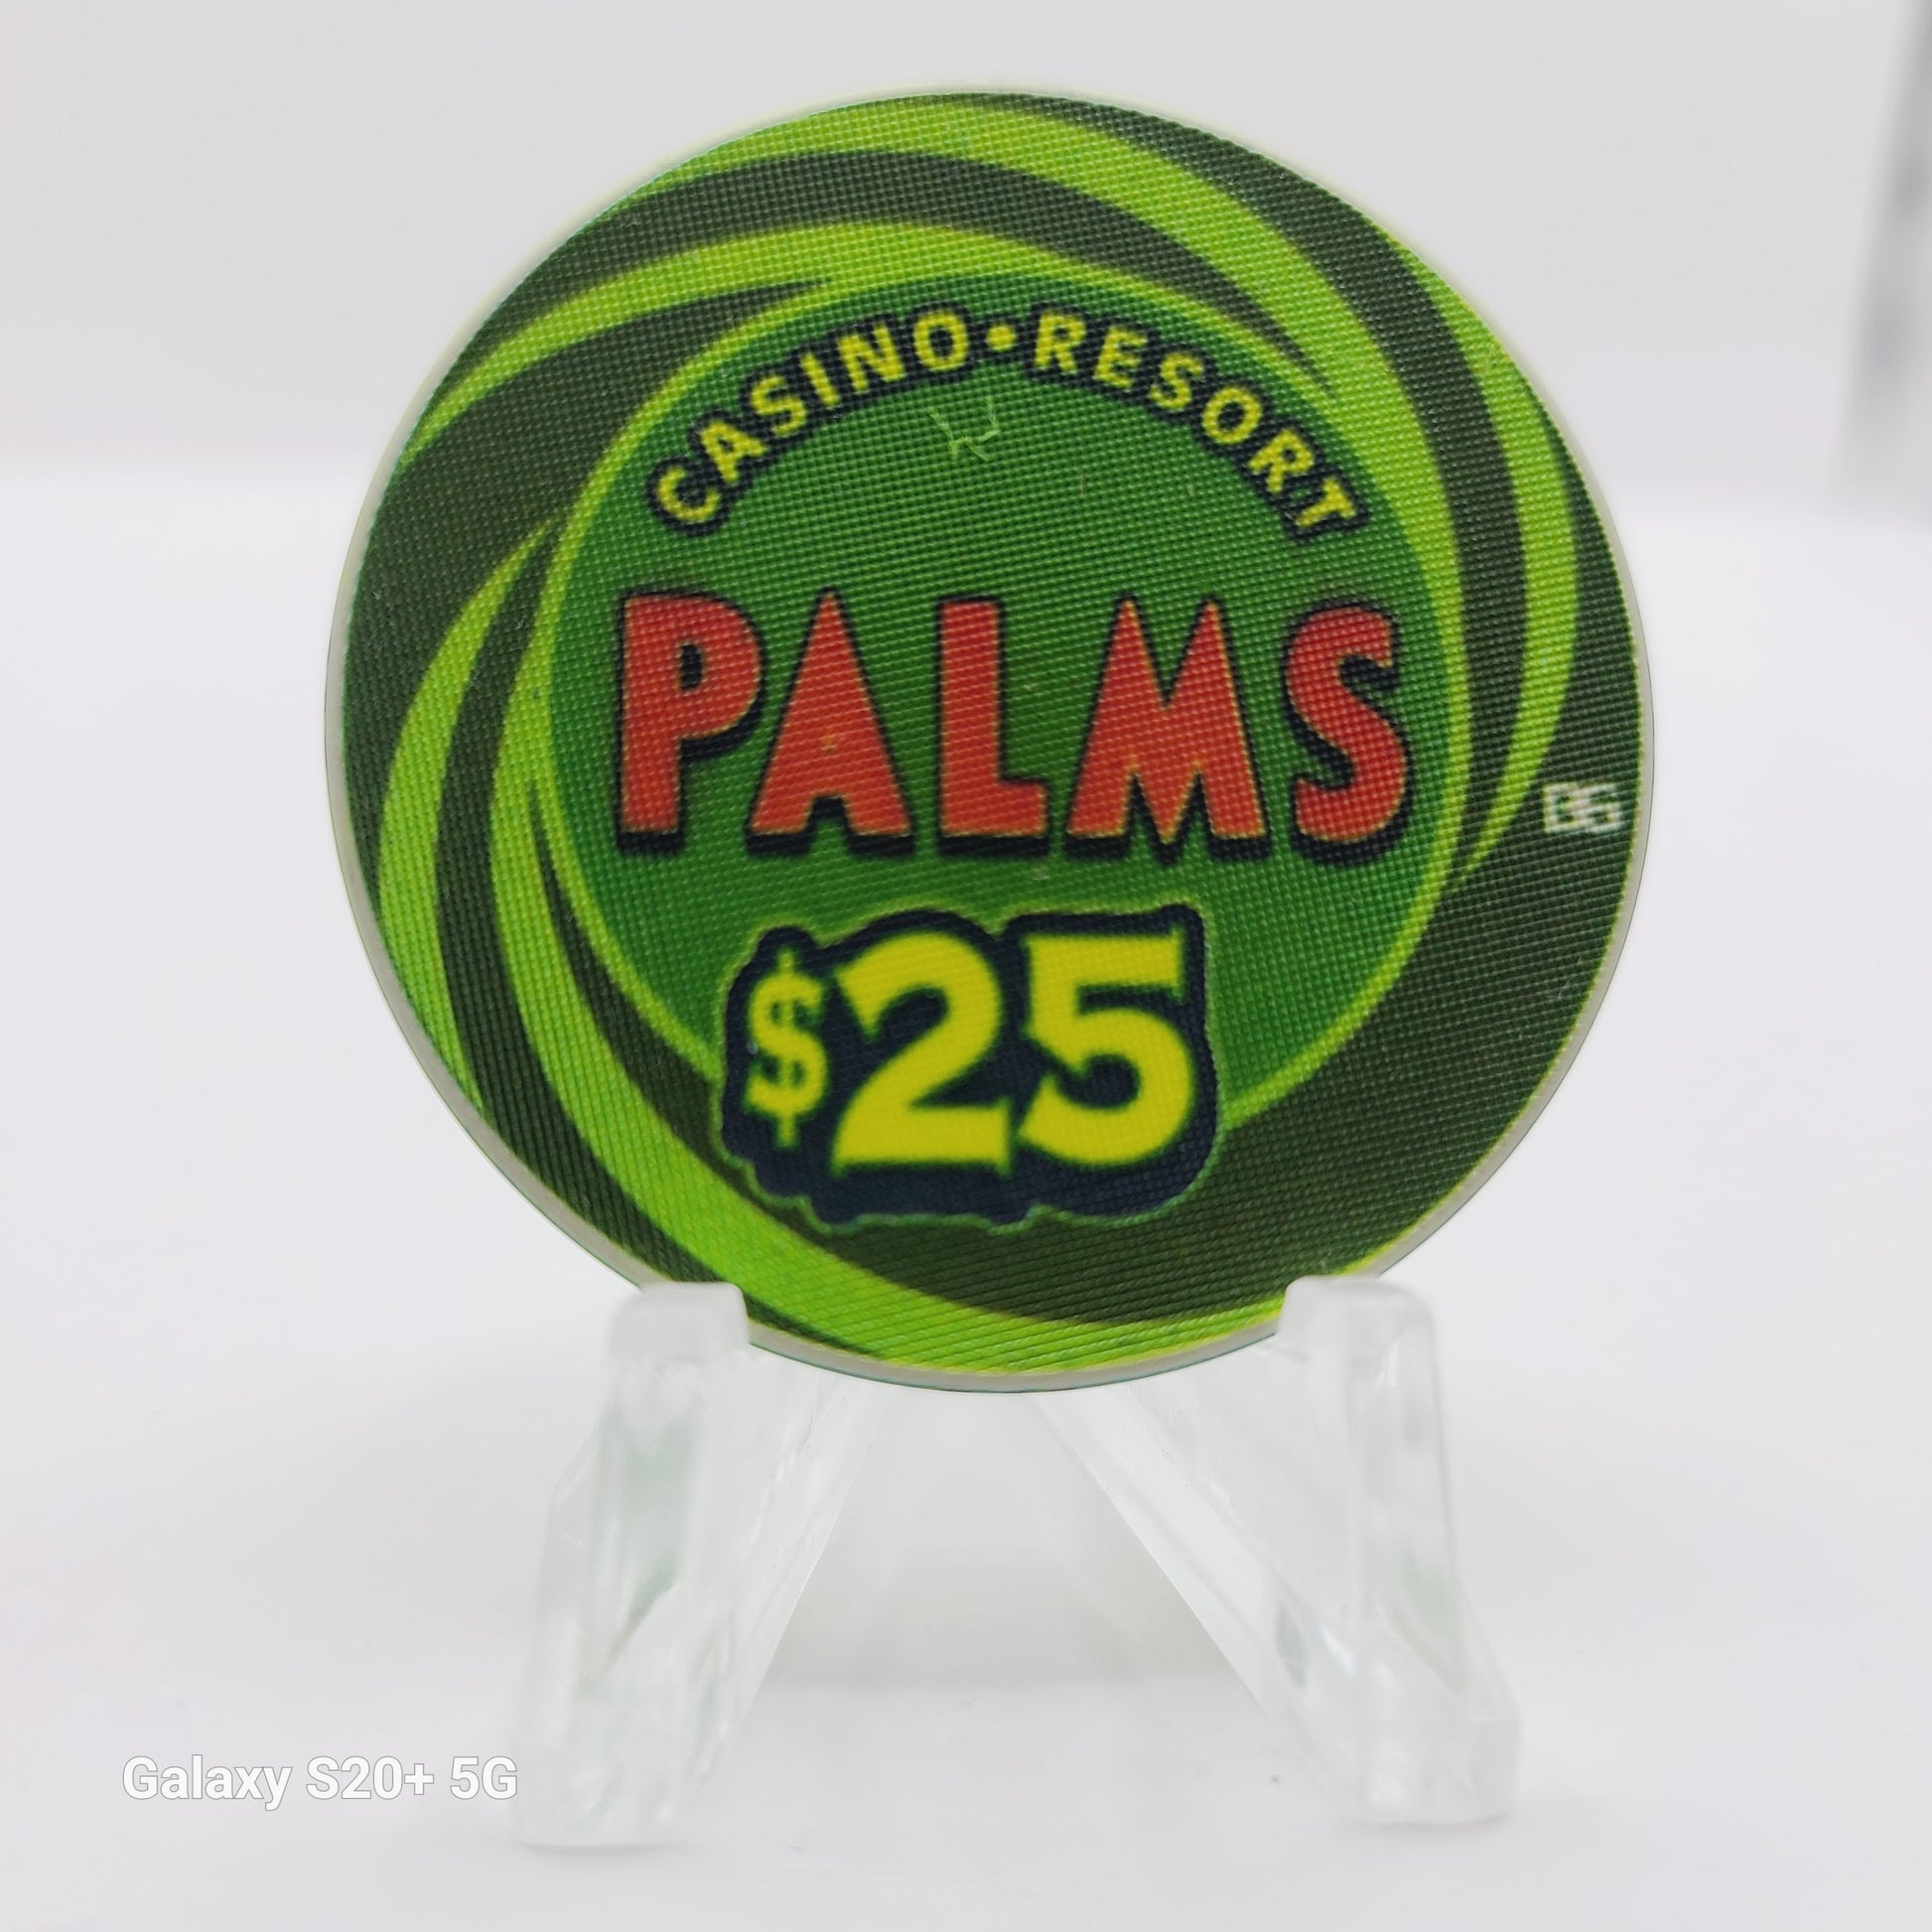 CASINO•RESORT
PALMS
BG
$25
Galaxy S20+ 5G